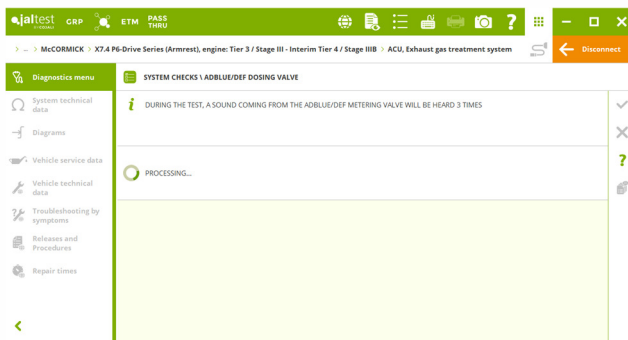 jaltest
BY COJALI
GRP
ETM
PASS
THRU
> ... > McCORMICK > X7.4 P6-Drive Series (Armrest), engine: Tier 3 / Stage III - Interim Tier 4 / Stage IIIB > ACU, Exhaust gas treatment system
Disconnect
Diagnostics menu
SYSTEM CHECKS \ ADBLUE/DEF DOSING VALVE
System technical
data
DURING THE TEST, A SOUND COMING FROM THE ADBLUE/DEF METERING VALVE WILL BE HEARD 3 TIMES
Diagrams
Vehicle service data
PROCESSING...
Vehicle technical
data
Troubleshooting by
symptoms
Releases and
Procedures
Repair times